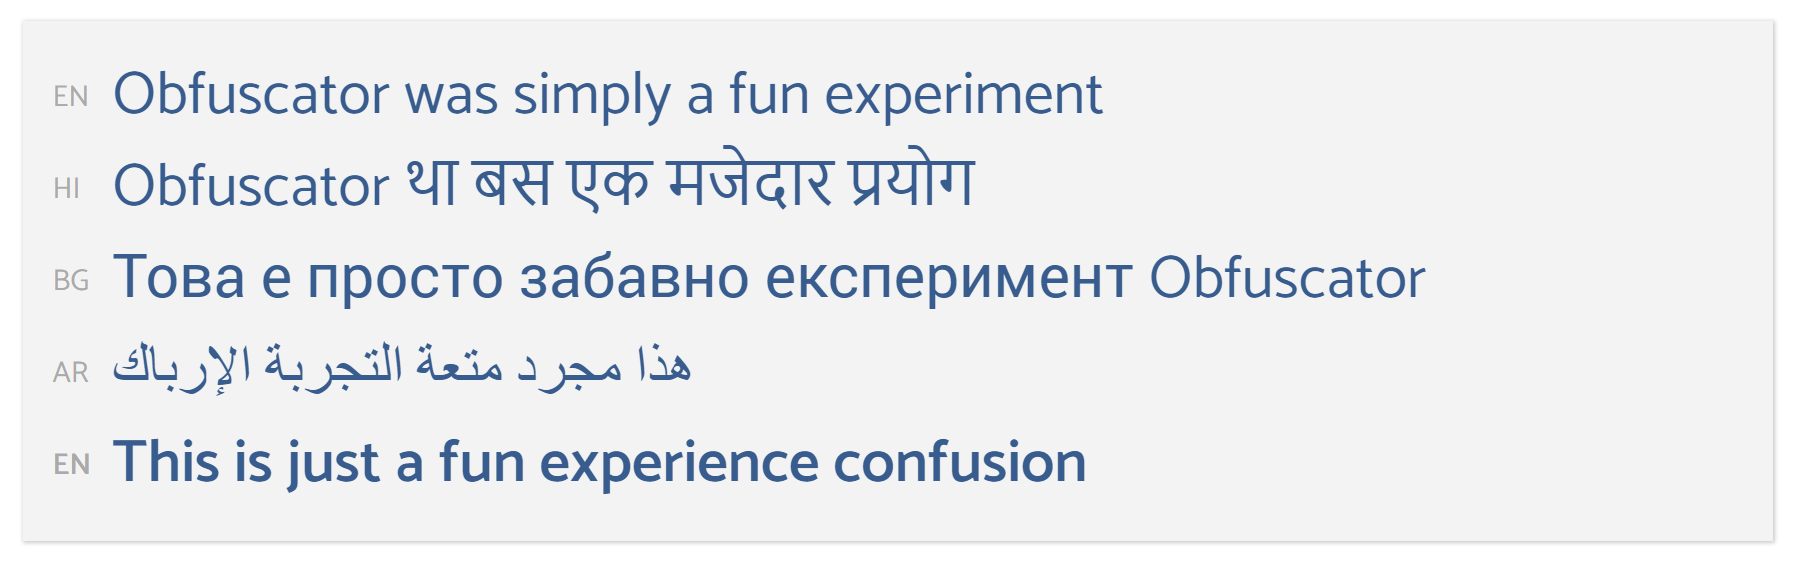 EN Obfuscator was simply a fun experiment
HI Obfuscator था बस एक मजेदार प्रयोग
BG Това е просто забавно експеримент Obfuscator
AR هذا مجرد متعة التجربة الإرباك
EN This is just a fun experience confusion